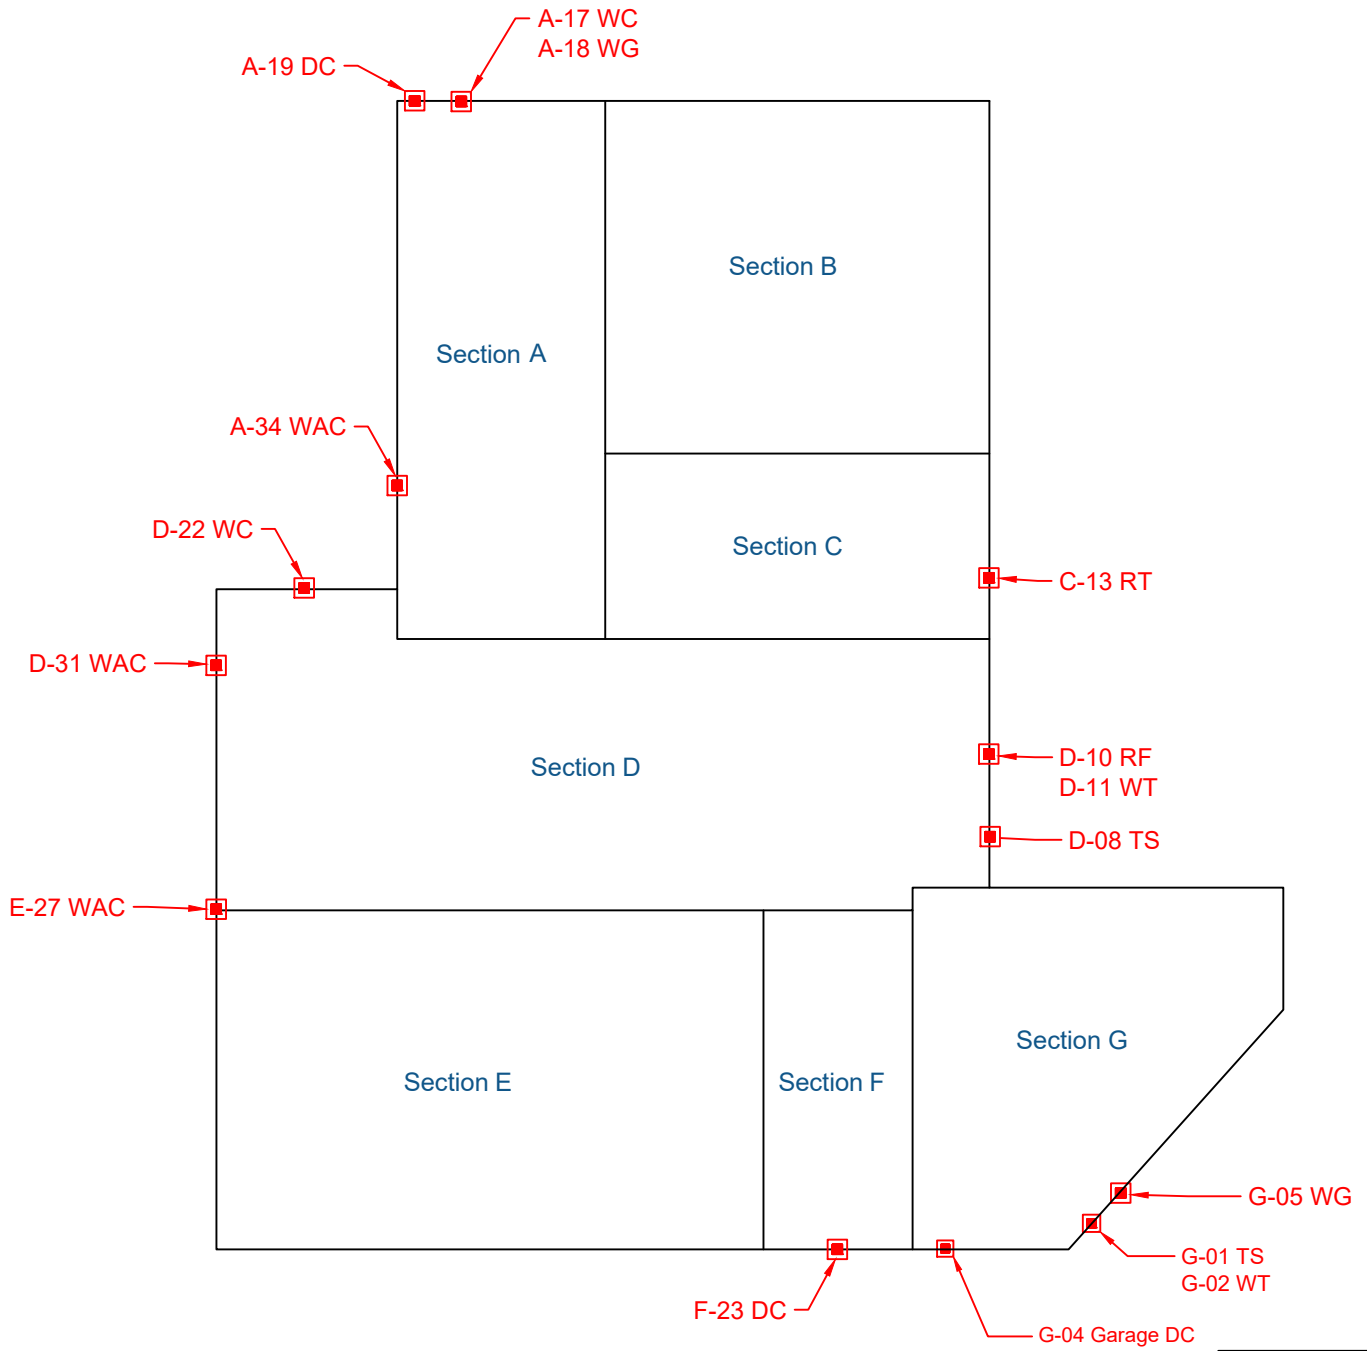 A-17 WC
A-18 WG
A-19 DC
Section B
Section A
A-34 WAC
D-22 WC
Section C
C-13 RT
D-31 WAC
D-10 RF
D-11 WT
Section D
D-08 TS
E-27 WAC
Section G
Section E
Section F
G-05 WG
G-01 TS
G-02 WT
F-23 DC
G-04 Garage DC